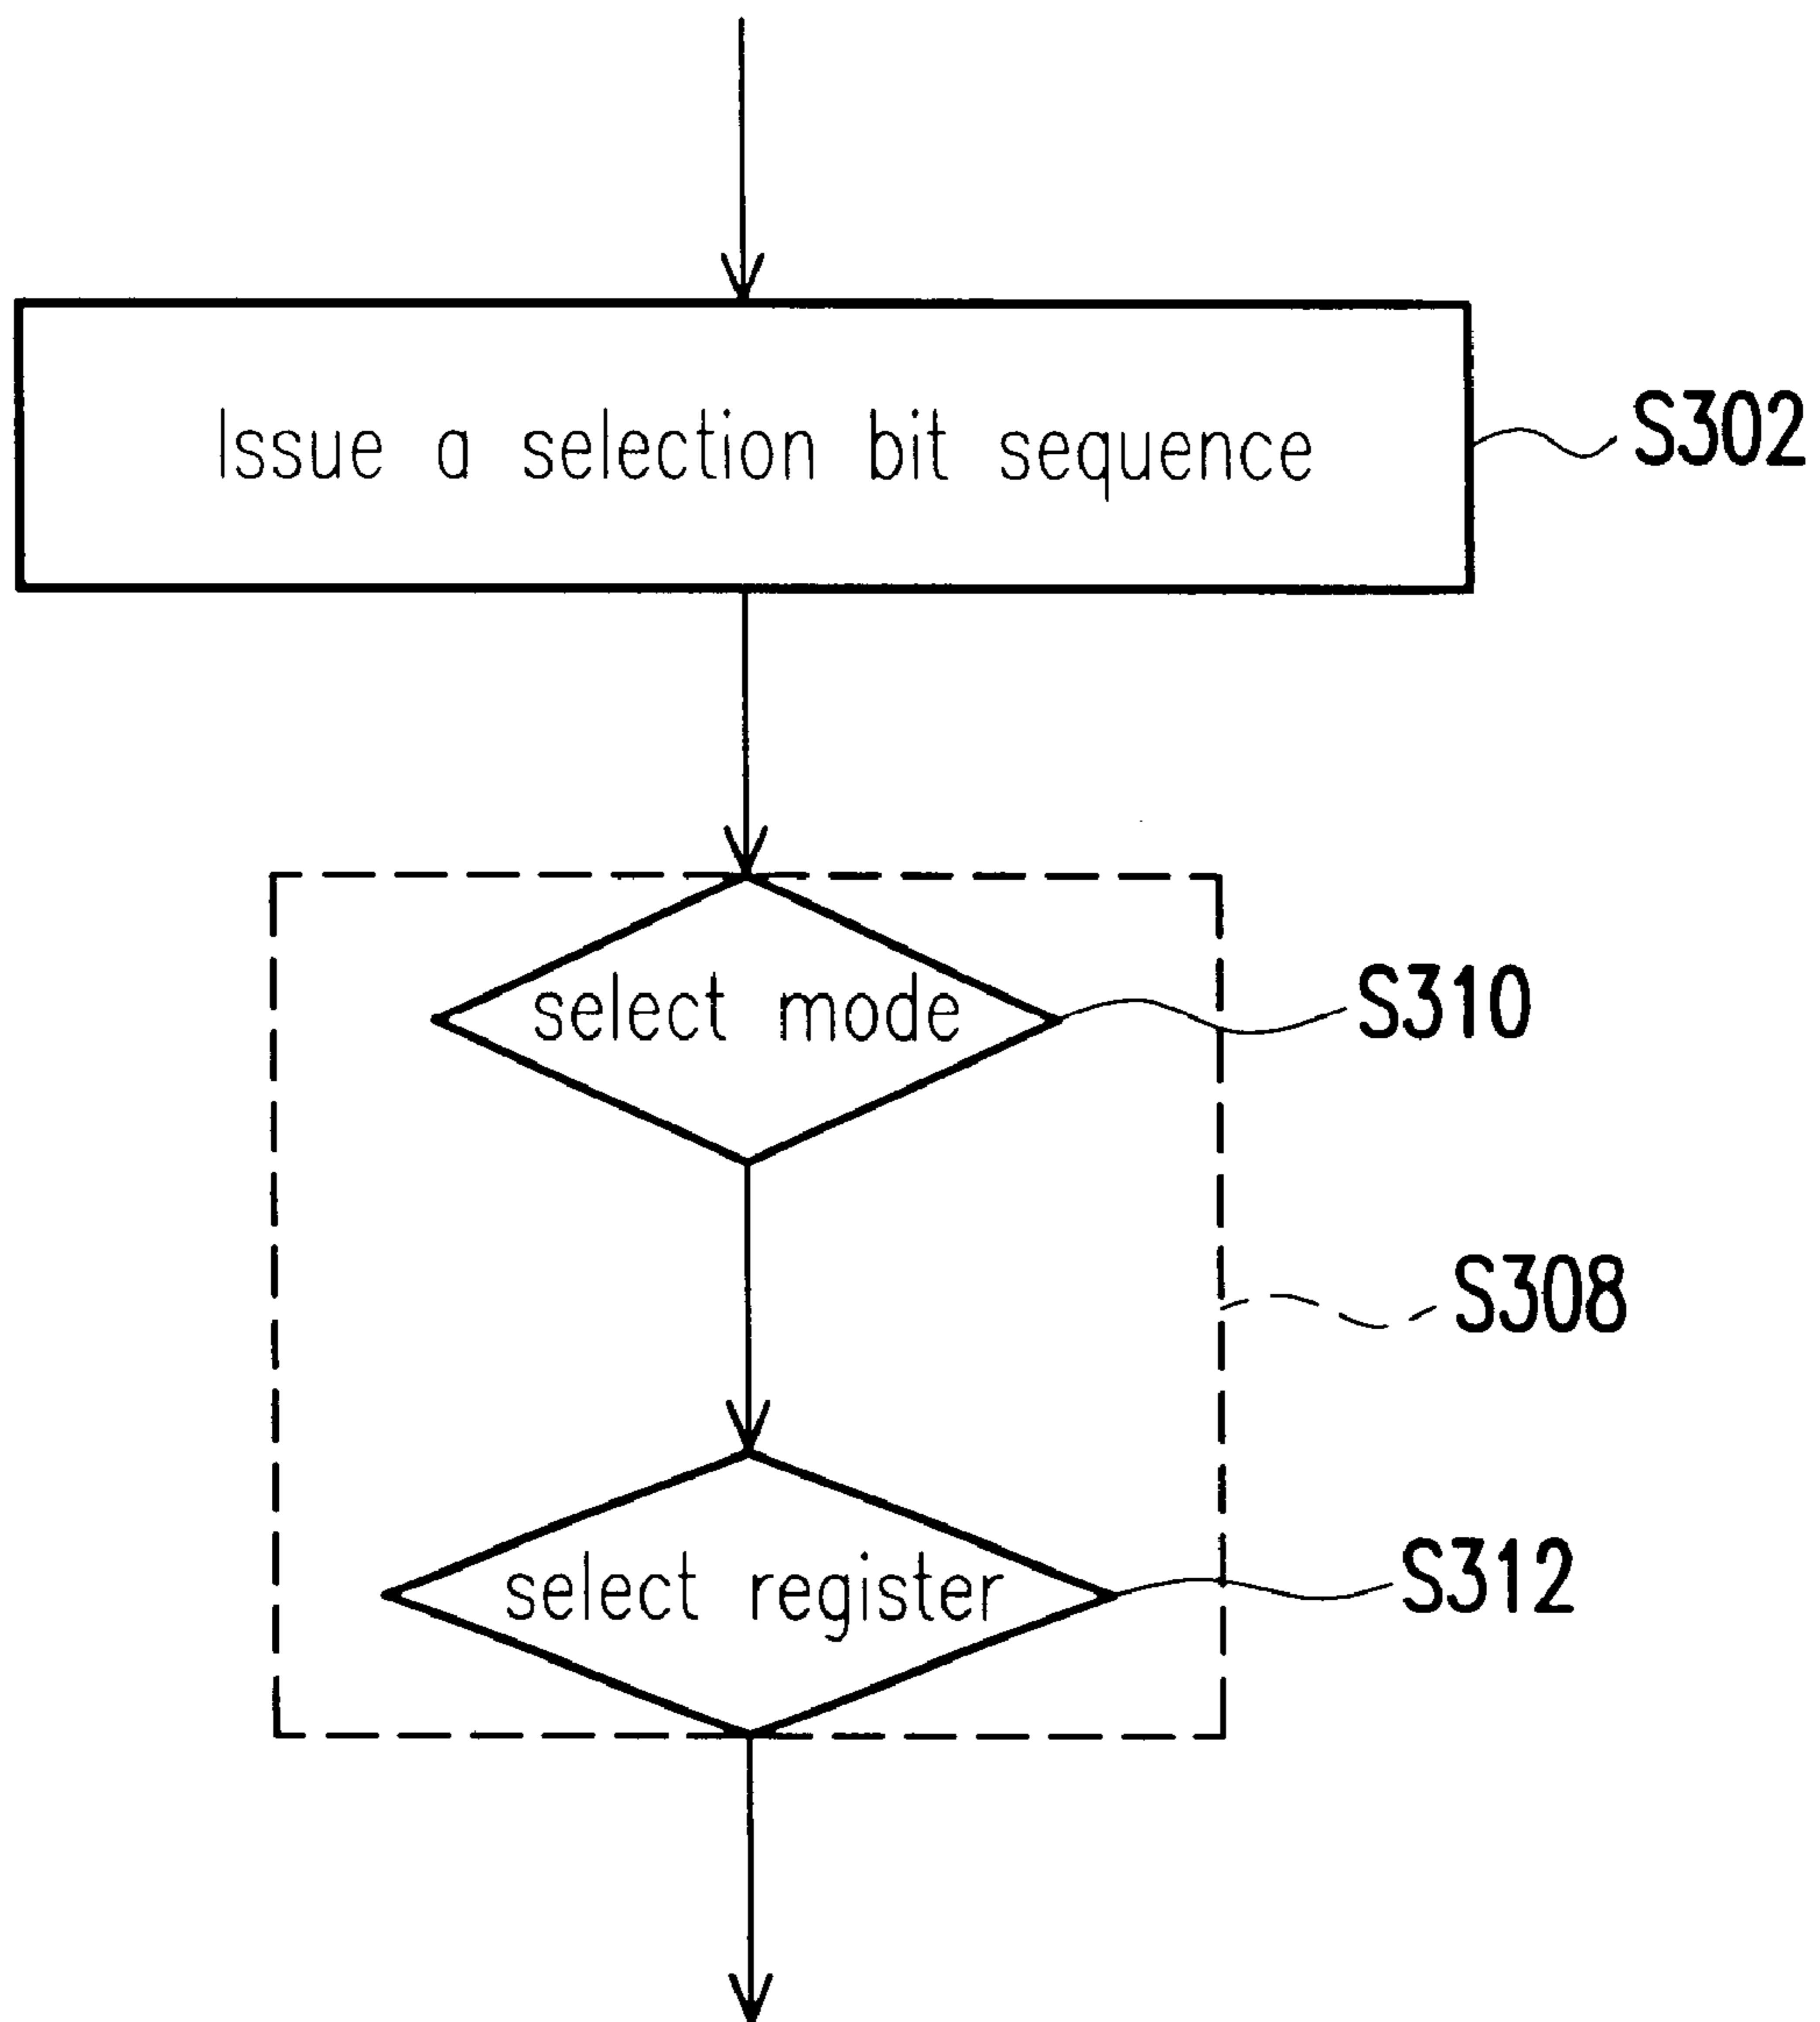 Issue a selection bit sequence
S302
select mode
S310
S308
select register
S312